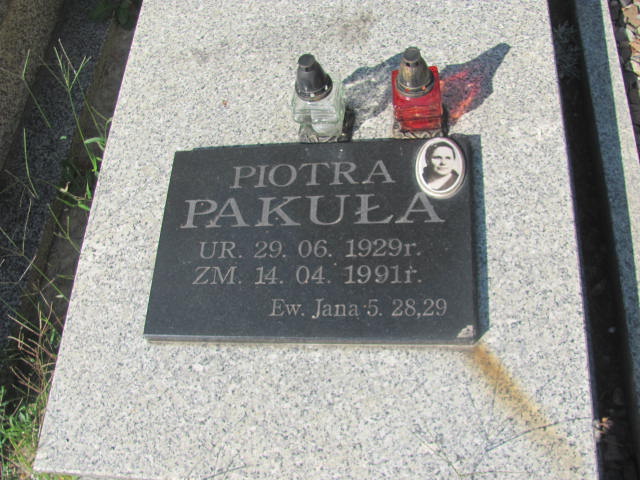 PIOTRA
PAKUŁA
UR. 29. 06. 1929r.
ZM. 14. 04. 1991r.
Ew. Jana 5. 28,29